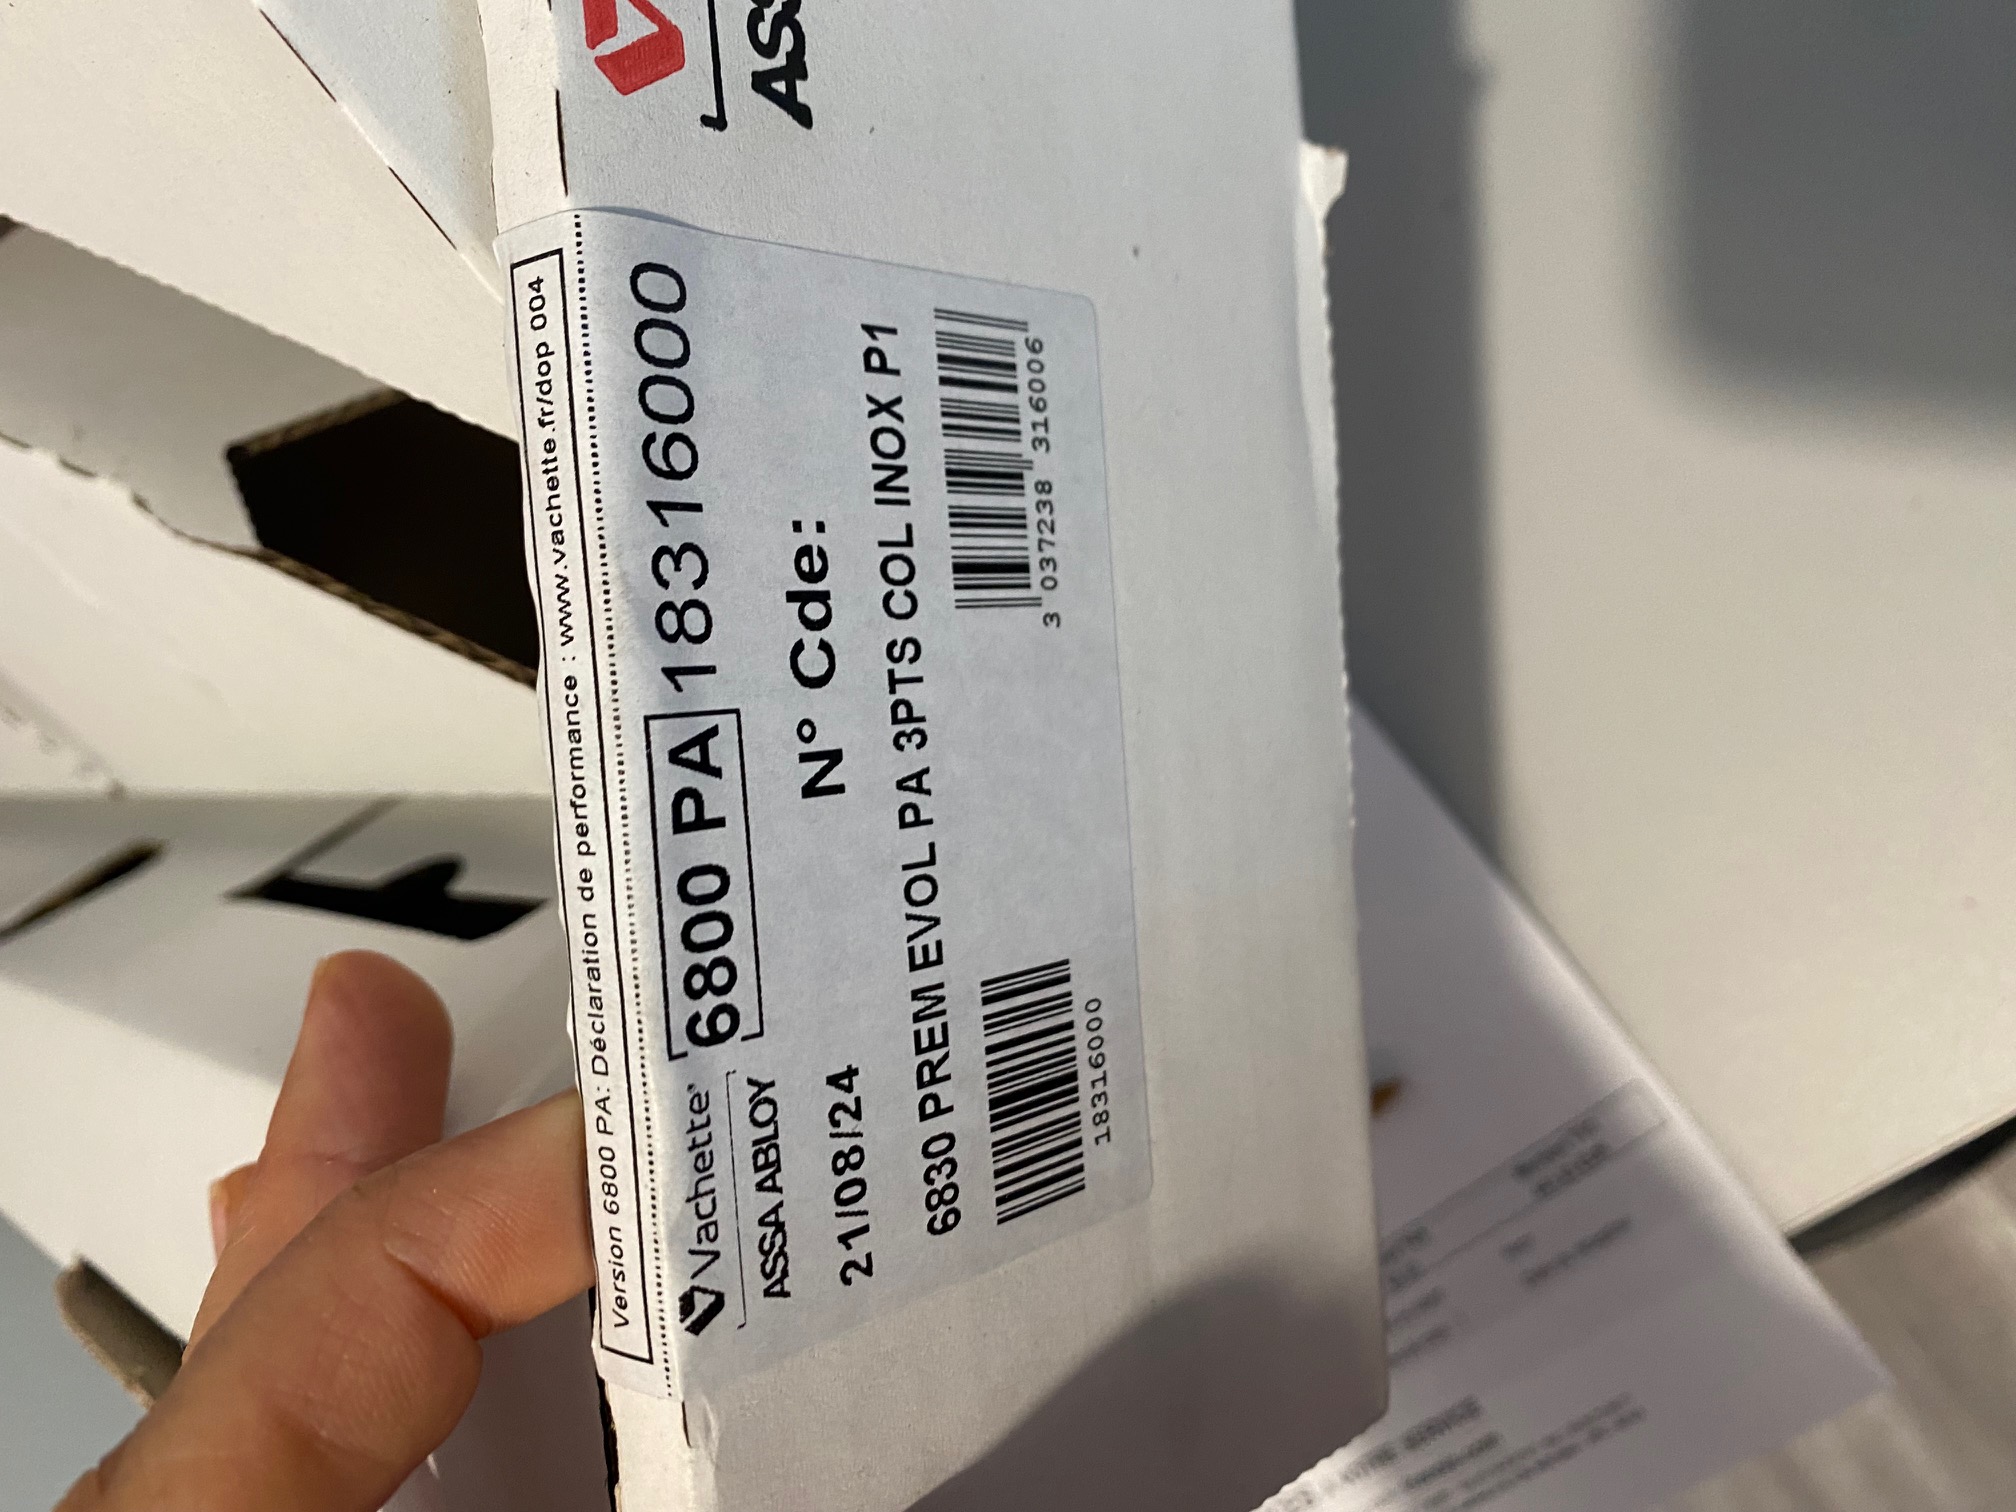 Version 6800 PA: Déclaration de performance : www.vachette.fr/dop 004
Vachette 6800 PA 18316000
ASSA ABLOY
21/08/24 N° Cde:
6830 PREM EVOL PA 3PTS COL INOX P1
18316000
3 037238 316006